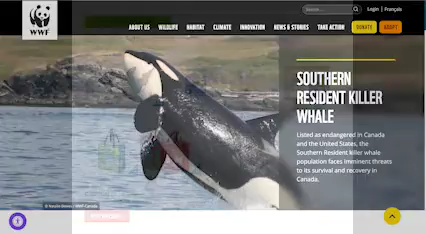 Search...
Login | Français
WWF
ABOUT US WILDLIFE HABITAT CLIMATE INNOVATION NEWS & STORIES TAKE ACTION DONATE ADOPT
SOUTHERN
RESIDENT KILLER
WHALE
Listed as endangered in Canada
and the United States, the
Southern Resident killer whale
population faces imminent threats
to its survival and recovery in
Canada.